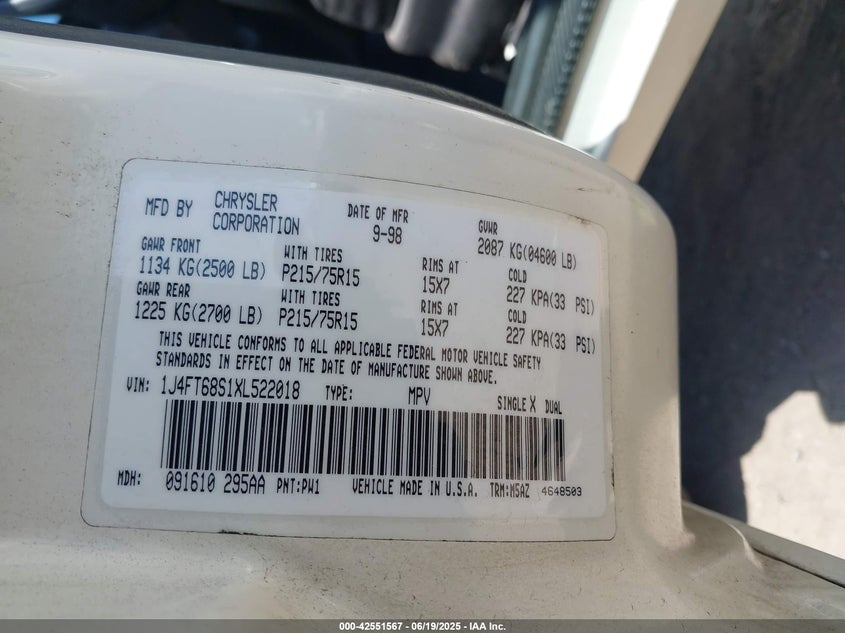 MFD BY CHRYSLER CORPORATION DATE OF MFR 9-98 GVWR 2087 KG(04600 LB)
GAWR FRONT WITH TIRES RIMS AT COLD
1134 KG(2500 LB) P215/75R15 15X7 227 KPA(33 PSI)
GAWR REAR WITH TIRES RIMS AT COLD
1225 KG(2700 LB) P215/75R15 15X7 227 KPA(33 PSI)
THIS VEHICLE CONFORMS TO ALL APPLICABLE FEDERAL MOTOR VEHICLE SAFETY
STANDARDS IN EFFECT ON THE DATE OF MANUFACTURE SHOWN ABOVE.
VIN: 1J4FT68S1XL522018 TYPE: MPV SINGLE X DUAL
MDH: 091610 295AA PNT:PW1 VEHICLE MADE IN U.S.A. TRM:M5AZ 4648503
000-42551567 - 06/19/2025 - IAA Inc.